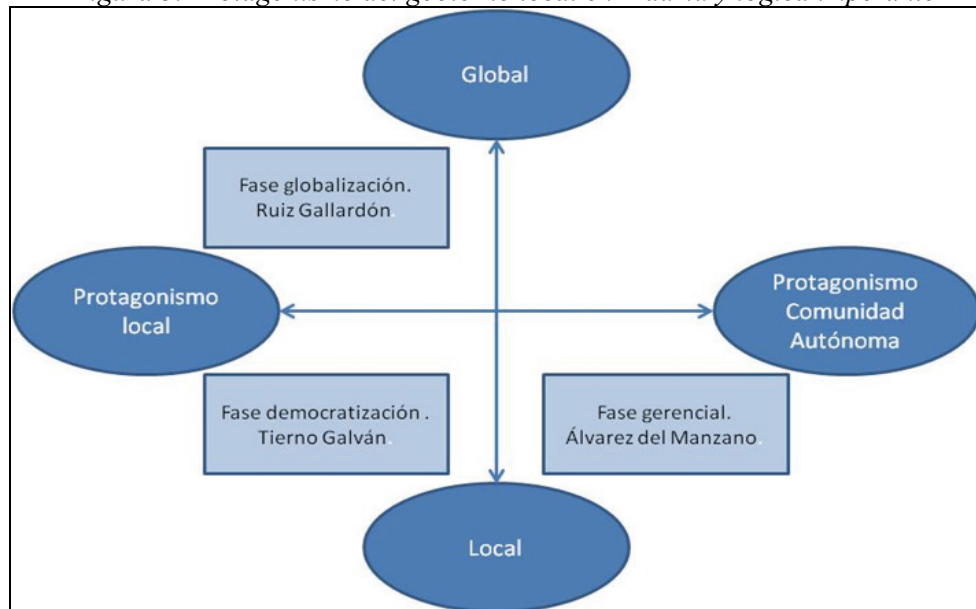 Global
Fase globalización.
Ruiz Gallardón.
Protagonismo
local
Protagonismo
Comunidad
Autónoma
Fase democratización .
Tierno Galván.
Fase gerencial.
Álvarez del Manzano.
Local